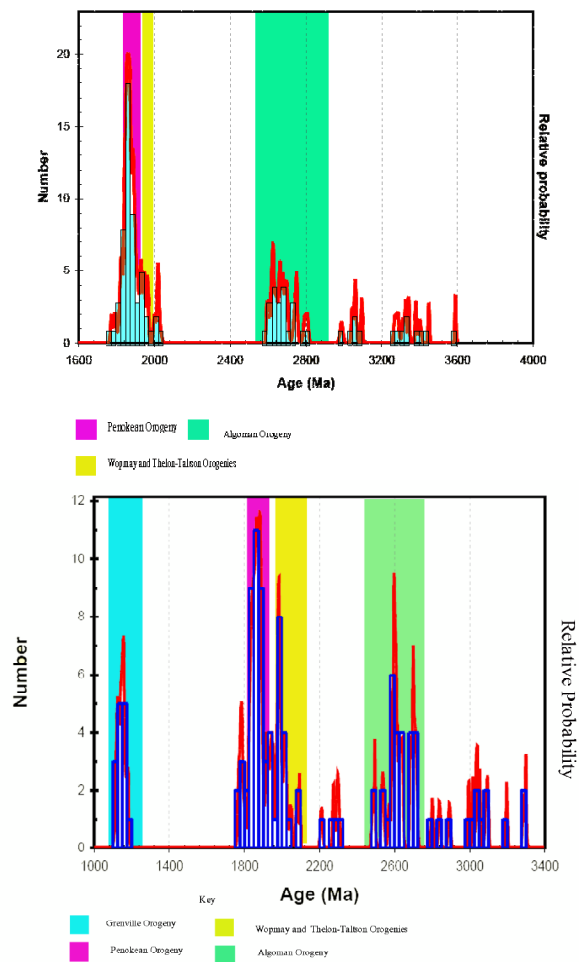 20
15
10
5
0
Number
Relative probability
1600 2000 2400 2800 3200 3600 4000
Age (Ma)
Penokean Orogeny Algoman Orogeny
Wopmay and Thelon-Taltson Orogenies
12
10
8
6
4
2
0
Number
Relative Probability
1000 1400 1800 2200 2600 3000 3400
Key Age (Ma)
Grenville Orogeny Wopmay and Thelon-Taltson Orogenies
Penokean Orogeny Algoman Orogeny